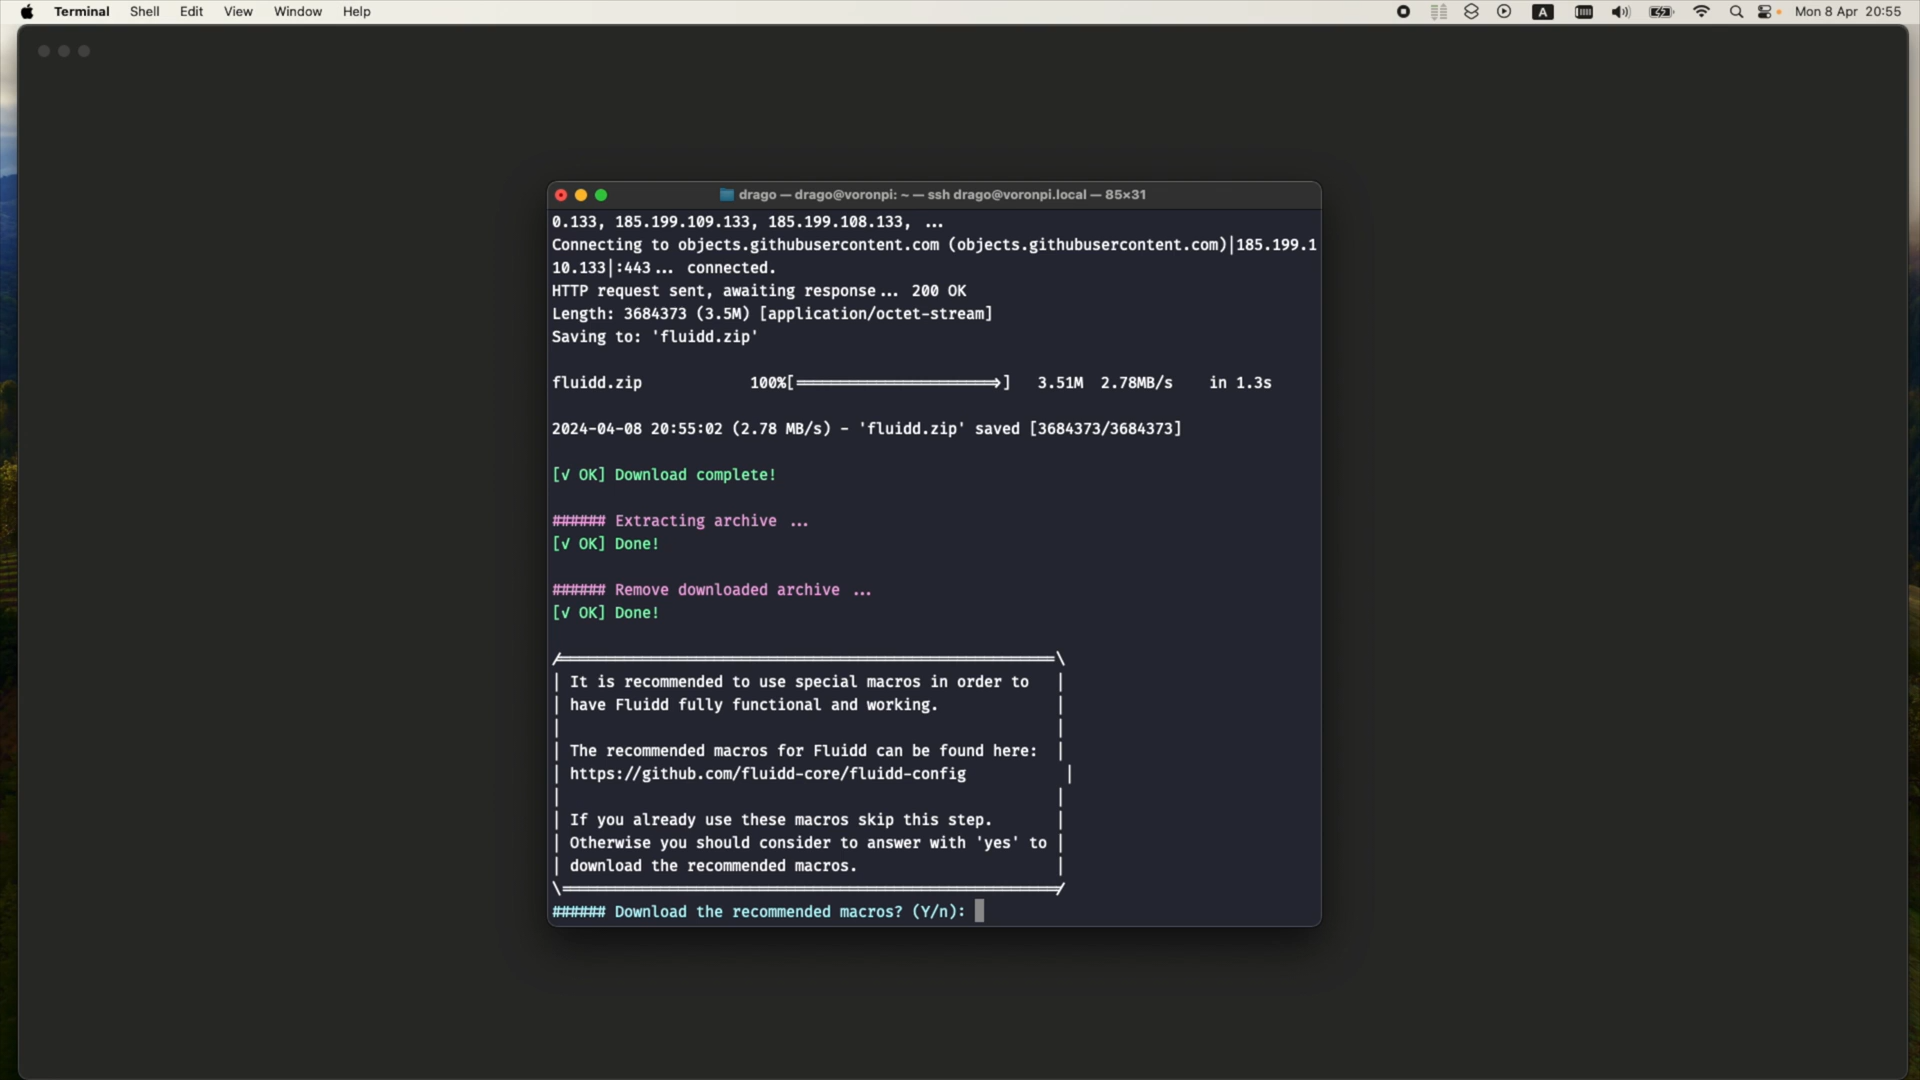 Terminal Shell Edit View Window Help A Mon 8 Apr 20:55
drago — drago@voronpi: ~ — ssh drago@voronpi.local — 85×31
0.133, 185.199.109.133, 185.199.108.133, ...
Connecting to objects.githubusercontent.com (objects.githubusercontent.com)|185.199.1
10.133|:443... connected.
HTTP request sent, awaiting response... 200 OK
Length: 3684373 (3.5M) [application/octet-stream]
Saving to: 'fluidd.zip'
fluidd.zip 100%[=====================>] 3.51M 2.78MB/s in 1.3s
2024-04-08 20:55:02 (2.78 MB/s) - 'fluidd.zip' saved [3684373/3684373]
[✓ OK] Download complete!
###### Extracting archive ...
[✓ OK] Done!
###### Remove downloaded archive ...
[✓ OK] Done!
/=======================================================\
| It is recommended to use special macros in order to |
| have Fluidd fully functional and working. |
| |
| The recommended macros for Fluidd can be found here: |
| https://github.com/fluidd-core/fluidd-config |
| |
| If you already use these macros skip this step. |
| Otherwise you should consider to answer with 'yes' to |
| download the recommended macros. |
\=======================================================/
###### Download the recommended macros? (Y/n):